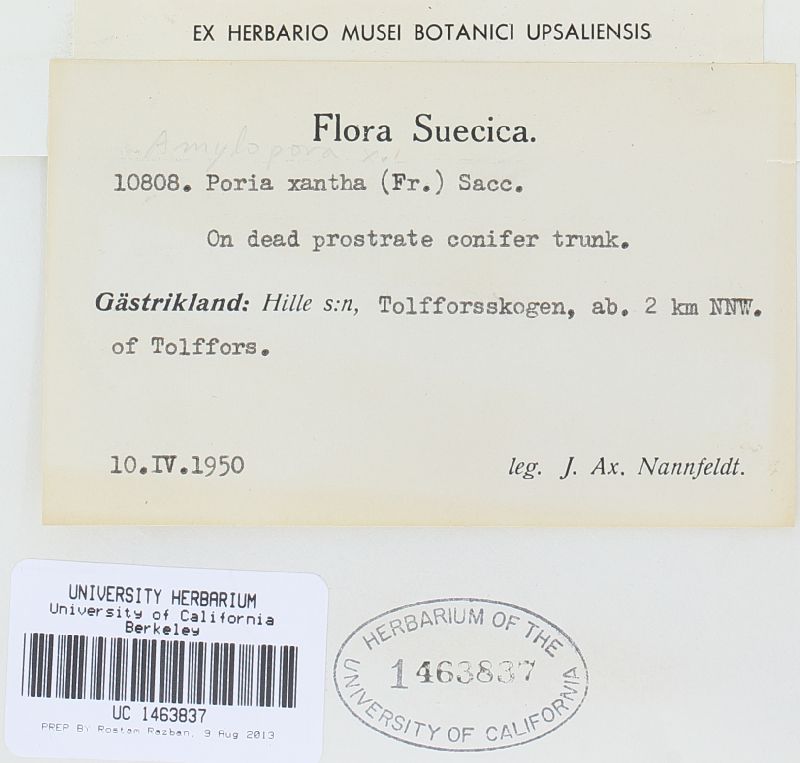 EX HERBARIO MUSEI BOTANICI UPSALIENSIS
Flora Suecica.
Amylopora x.
10808. Poria xantha (Fr.) Sacc.
On dead prostrate conifer trunk.
Gästrikland: Hille s:n, Tolfforsskogen, ab. 2 km NNW.
of Tolffors.
10.IV.1950 leg. J. Ax. Nannfeldt.
UNIVERSITY HERBARIUM
University of California
Berkeley
UC 1463837
PREP BY Rostam Razban, 9 Aug 2013
HERBARIUM OF THE
1463837
UNIVERSITY OF CALIFORNIA